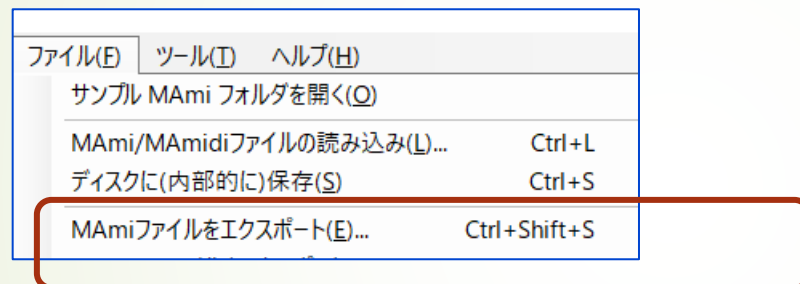 ファイル(F) ツール(T) ヘルプ(H)
サンプル MAmi フォルダを開く(O)
MAmi/MAmidiファイルの読み込み(L)... Ctrl+L
ディスクに(内部的に)保存(S) Ctrl+S
MAmiファイルをエクスポート(E)... Ctrl+Shift+S